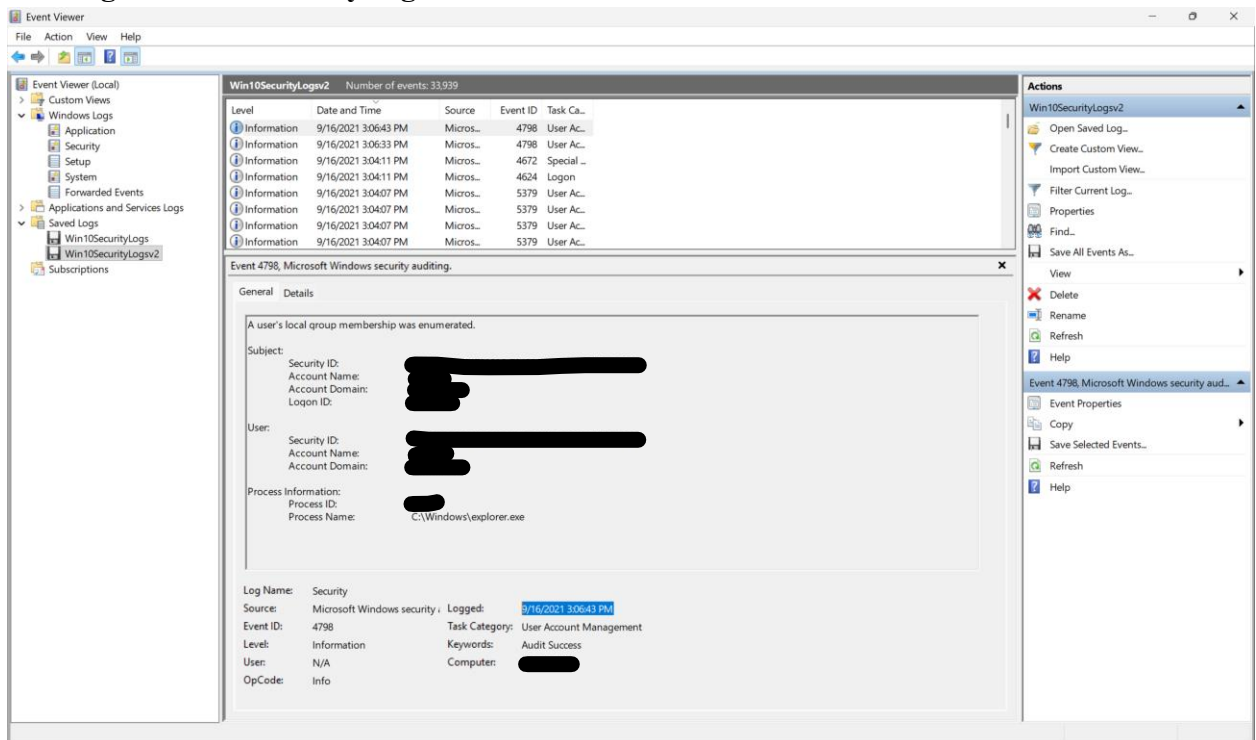 Event Viewer
File Action View Help
Event Viewer (Local)
Custom Views
Windows Logs
Application
Security
Setup
System
Forwarded Events
Applications and Services Logs
Saved Logs
Win10SecurityLogs
Win10SecurityLogsv2
Subscriptions
Win10SecurityLogsv2 Number of events: 33,939
Level Date and Time Source Event ID Task Ca...
Information 9/16/2021 3:06:43 PM Micros... 4798 User Ac...
Information 9/16/2021 3:06:33 PM Micros... 4798 User Ac...
Information 9/16/2021 3:04:11 PM Micros... 4672 Special ...
Information 9/16/2021 3:04:11 PM Micros... 4624 Logon
Information 9/16/2021 3:04:07 PM Micros... 5379 User Ac...
Information 9/16/2021 3:04:07 PM Micros... 5379 User Ac...
Information 9/16/2021 3:04:07 PM Micros... 5379 User Ac...
Information 9/16/2021 3:04:07 PM Micros... 5379 User Ac...
Event 4798, Microsoft Windows security auditing.
General Details
A user's local group membership was enumerated.
Subject:
Security ID:
Account Name:
Account Domain:
Logon ID:
User:
Security ID:
Account Name:
Account Domain:
Process Information:
Process ID:
Process Name: C:\Windows\explorer.exe
Log Name: Security
Source: Microsoft Windows security Logged: 9/16/2021 3:06:43 PM
Event ID: 4798 Task Category: User Account Management
Level: Information Keywords: Audit Success
User: N/A Computer:
OpCode: Info
Actions
Win10SecurityLogsv2
Open Saved Log...
Create Custom View...
Import Custom View...
Filter Current Log...
Properties
Find...
Save All Events As...
View
Delete
Rename
Refresh
Help
Event 4798, Microsoft Windows security aud...
Event Properties
Copy
Save Selected Events...
Refresh
Help